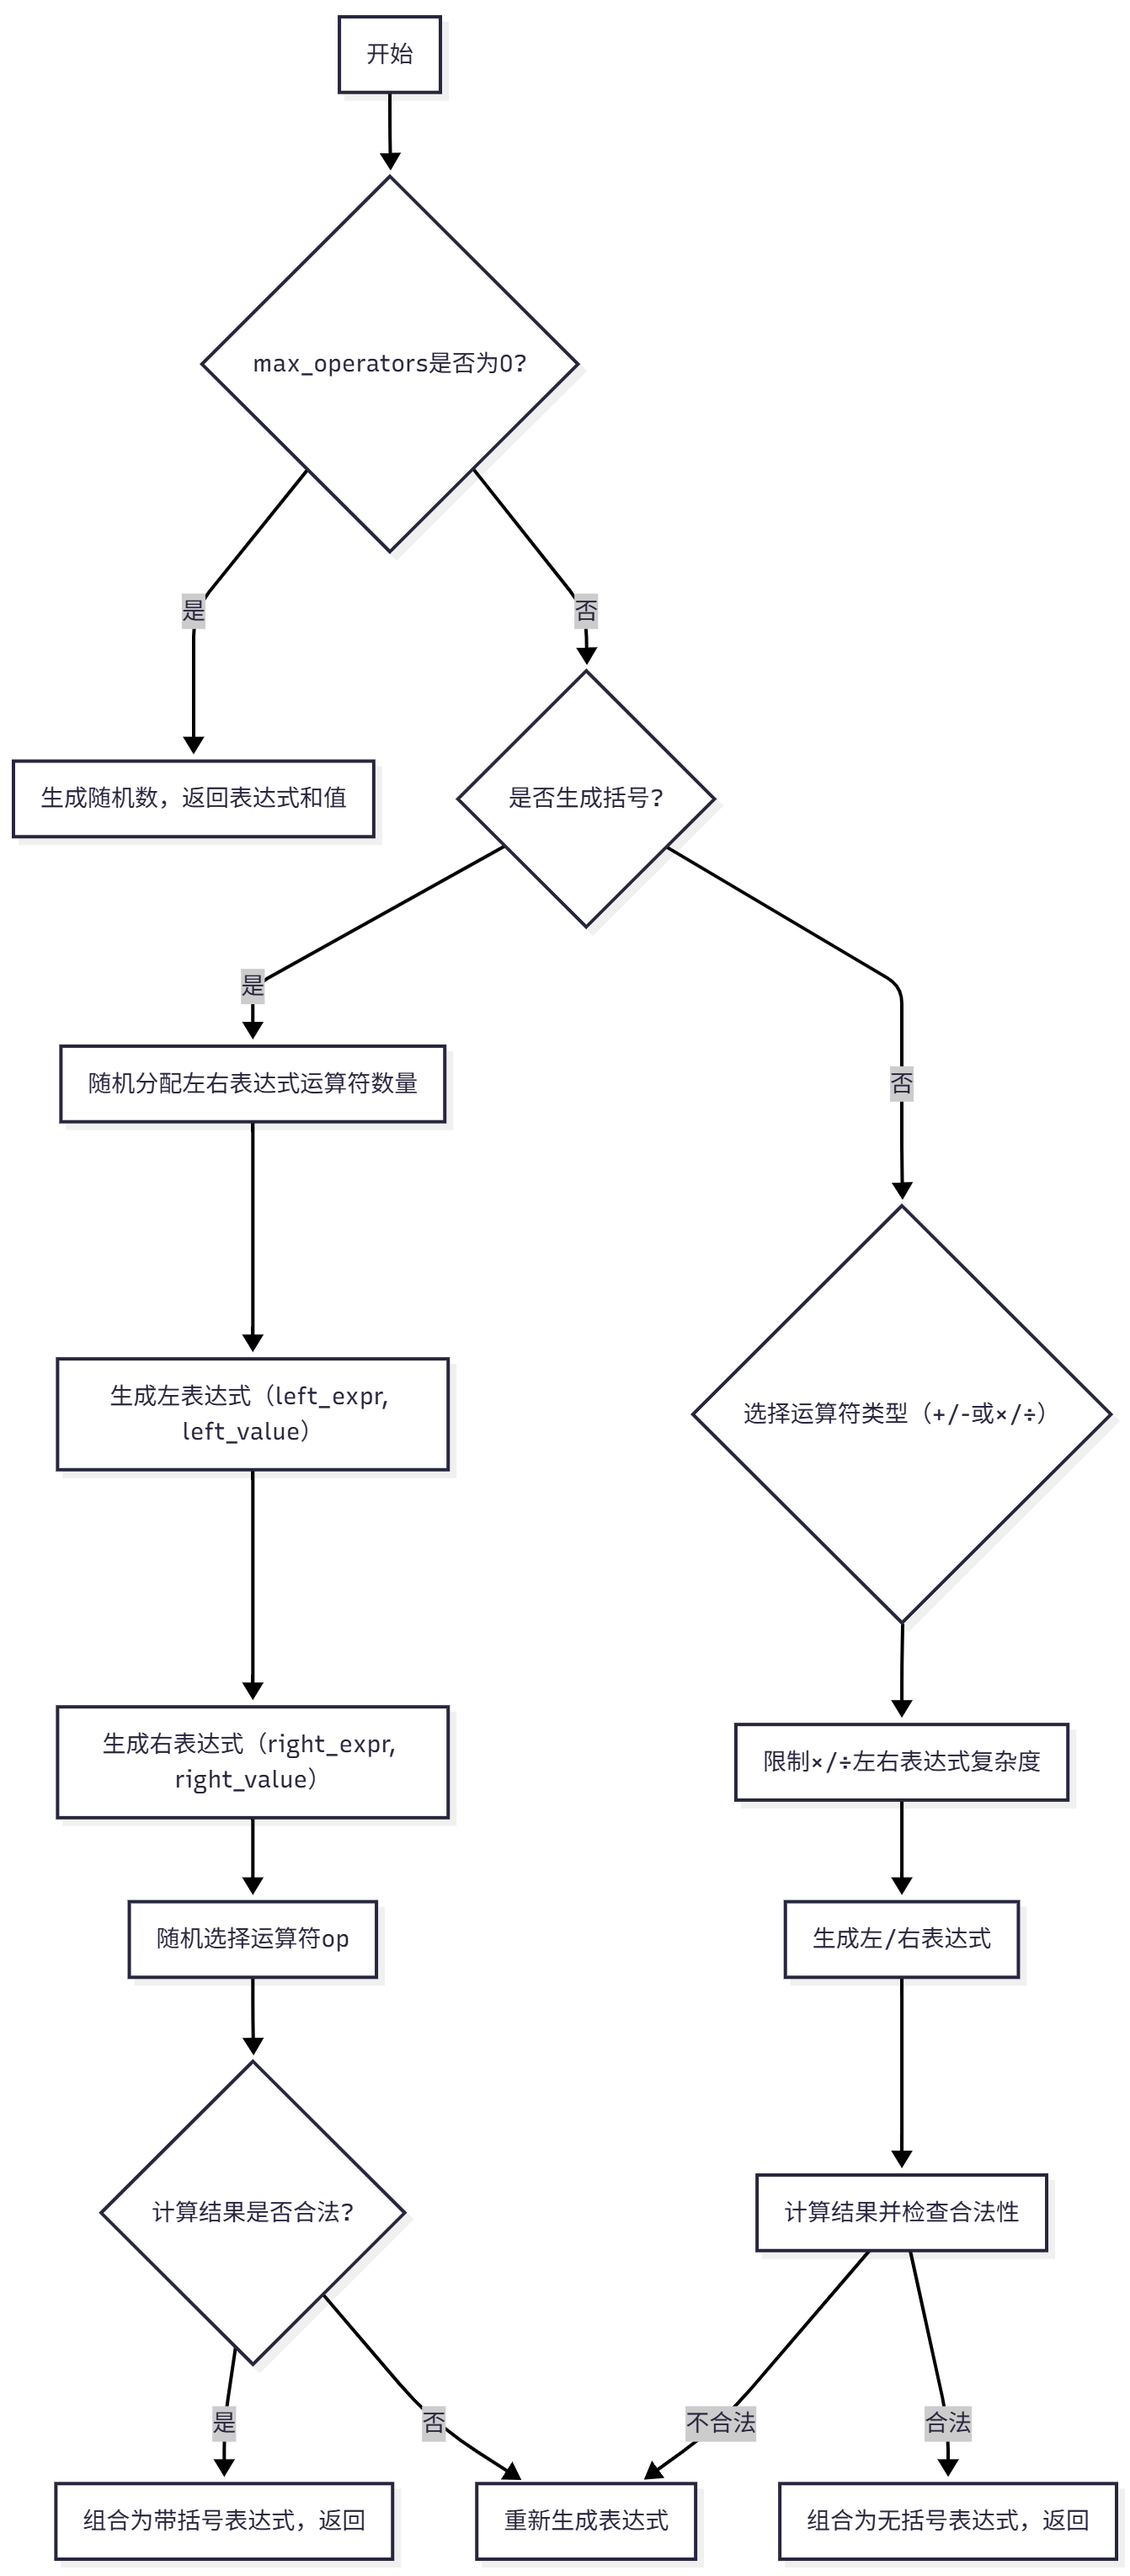 开始
max_operators是否为0?
是
否
生成随机数，返回表达式和值
是否生成括号?
是
随机分配左右表达式运算符数量
否
生成左表达式（left_expr,
left_value）
选择运算符类型（+/-或×/÷）
生成右表达式（right_expr,
right_value）
限制×/÷左右表达式复杂度
随机选择运算符op
生成左/右表达式
计算结果是否合法?
计算结果并检查合法性
是
否
不合法
合法
组合为带括号表达式，返回
重新生成表达式
组合为无括号表达式，返回